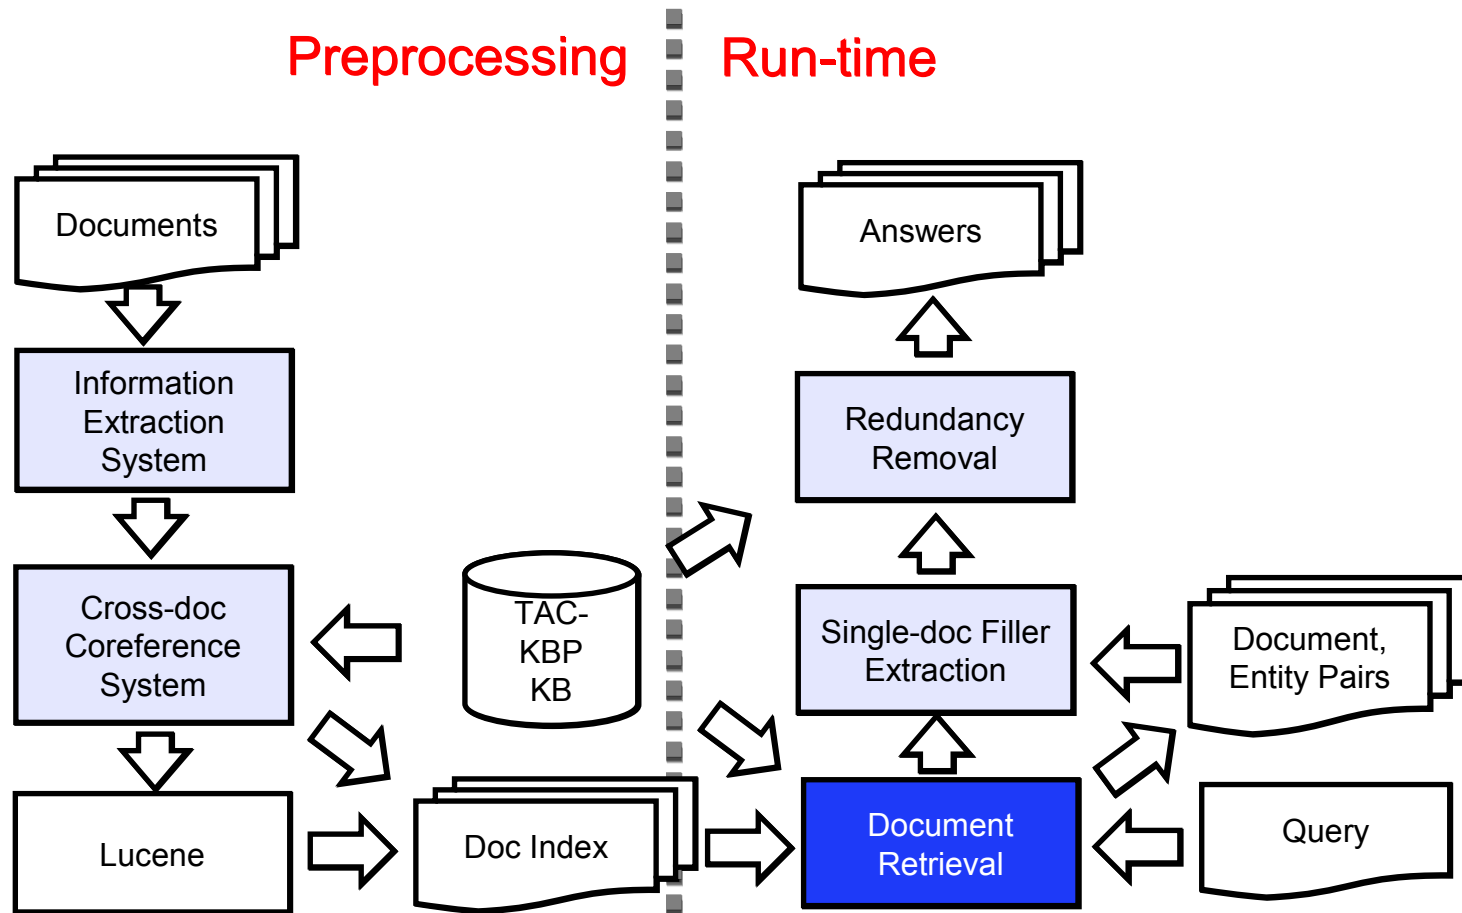 Preprocessing
Run-time
Documents
Information
Extraction
System
Cross-doc
Coreference
System
Lucene
TAC-
KBP
KB
Doc Index
Answers
Redundancy
Removal
Single-doc Filler
Extraction
Document,
Entity Pairs
Document
Retrieval
Query